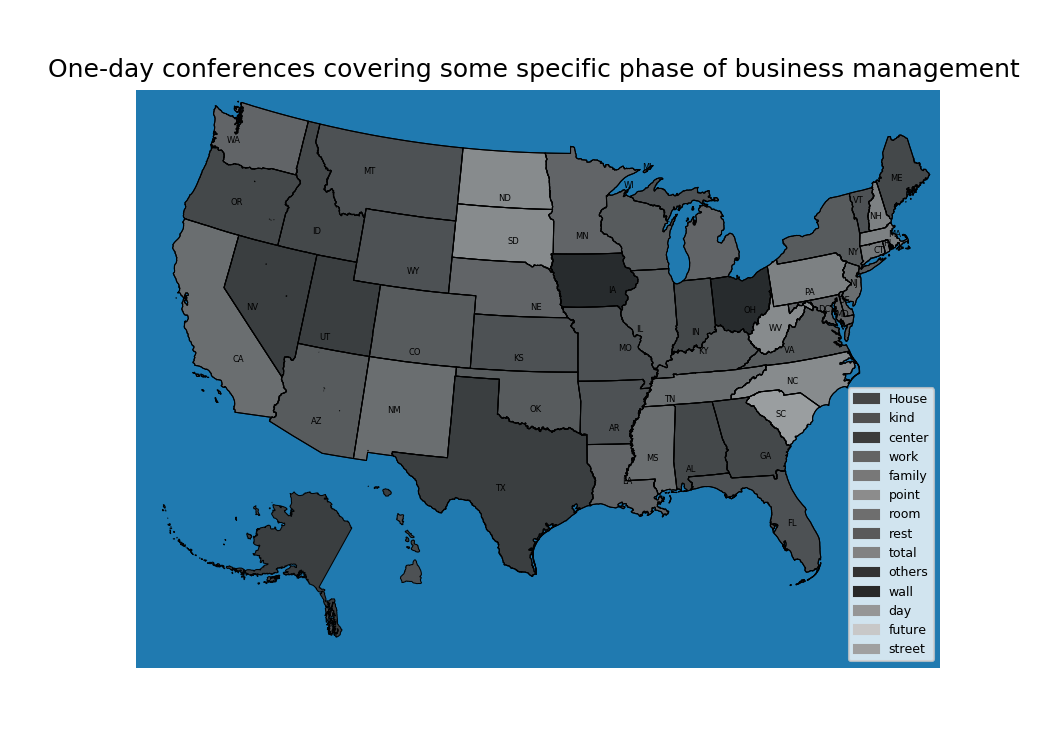 One-day conferences covering some specific phase of business management
WA
MT
ND
MI
WI
ME
OR
ID
SD
MN
VT
NH
MA
NY
CT
WY
NV
UT
NE
IA
PA
NJ
OH
IN
IL
WV
DE
DC
MD
CA
CO
KS
MO
KY
VA
AZ
NM
OK
AR
TN
NC
SC
TX
LA
MS
AL
GA
FL
House
kind
center
work
family
point
room
rest
total
others
wall
day
future
street